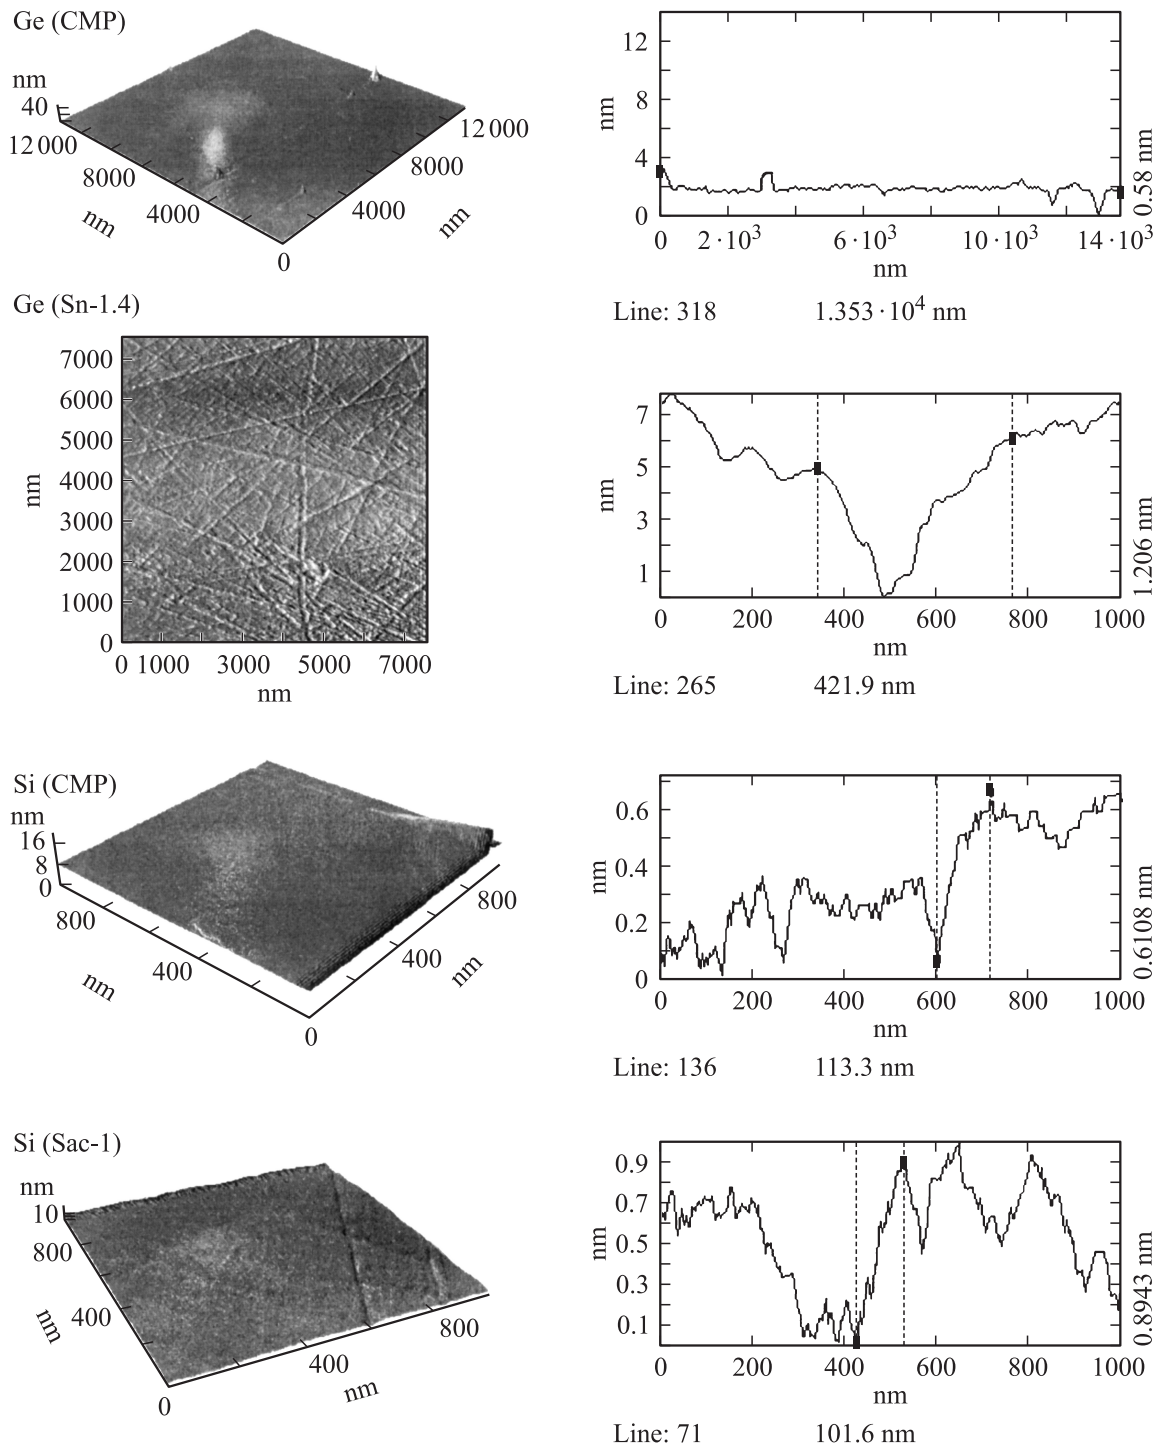 Ge (CMP)
nm
40
12 000
8000
4000
nm
0
4000
8000
12 000
nm
12
8
4
0
nm
0 2·10³ 6·10³ 10·10³ 14·10³
nm
0.58 nm
Line: 318 1.353·10⁴ nm
Ge (Sn-1.4)
7000
6000
5000
4000
3000
2000
1000
0
nm
0 1000 3000 5000 7000
nm
7
5
3
1
nm
0 200 400 600 800 1000
nm
1.206 nm
Line: 265 421.9 nm
Si (CMP)
nm
16
8
0
800
400
nm
0
400
800
nm
0.6
0.4
0.2
0
nm
0 200 400 600 800 1000
nm
0.6108 nm
Line: 136 113.3 nm
Si (Sac-1)
nm
10
800
400
nm
0
400
800
nm
0.9
0.7
0.5
0.3
0.1
nm
0 200 400 600 800 1000
nm
0.8943 nm
Line: 71 101.6 nm